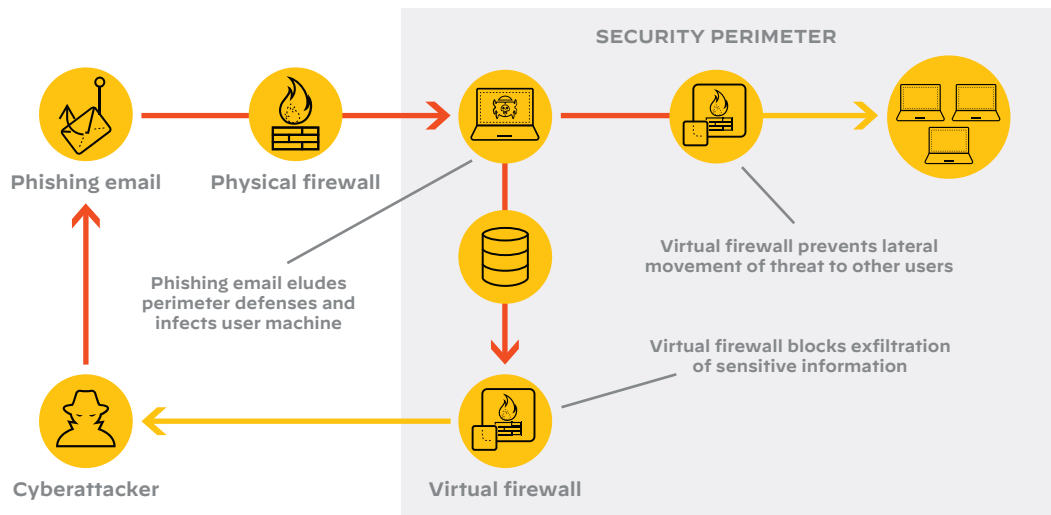 SECURITY PERIMETER
Phishing email
Physical firewall
Phishing email eludes
perimeter defenses and
infects user machine
Virtual firewall prevents lateral
movement of threat to other users
Virtual firewall blocks exfiltration
of sensitive information
Cyberattacker
Virtual firewall